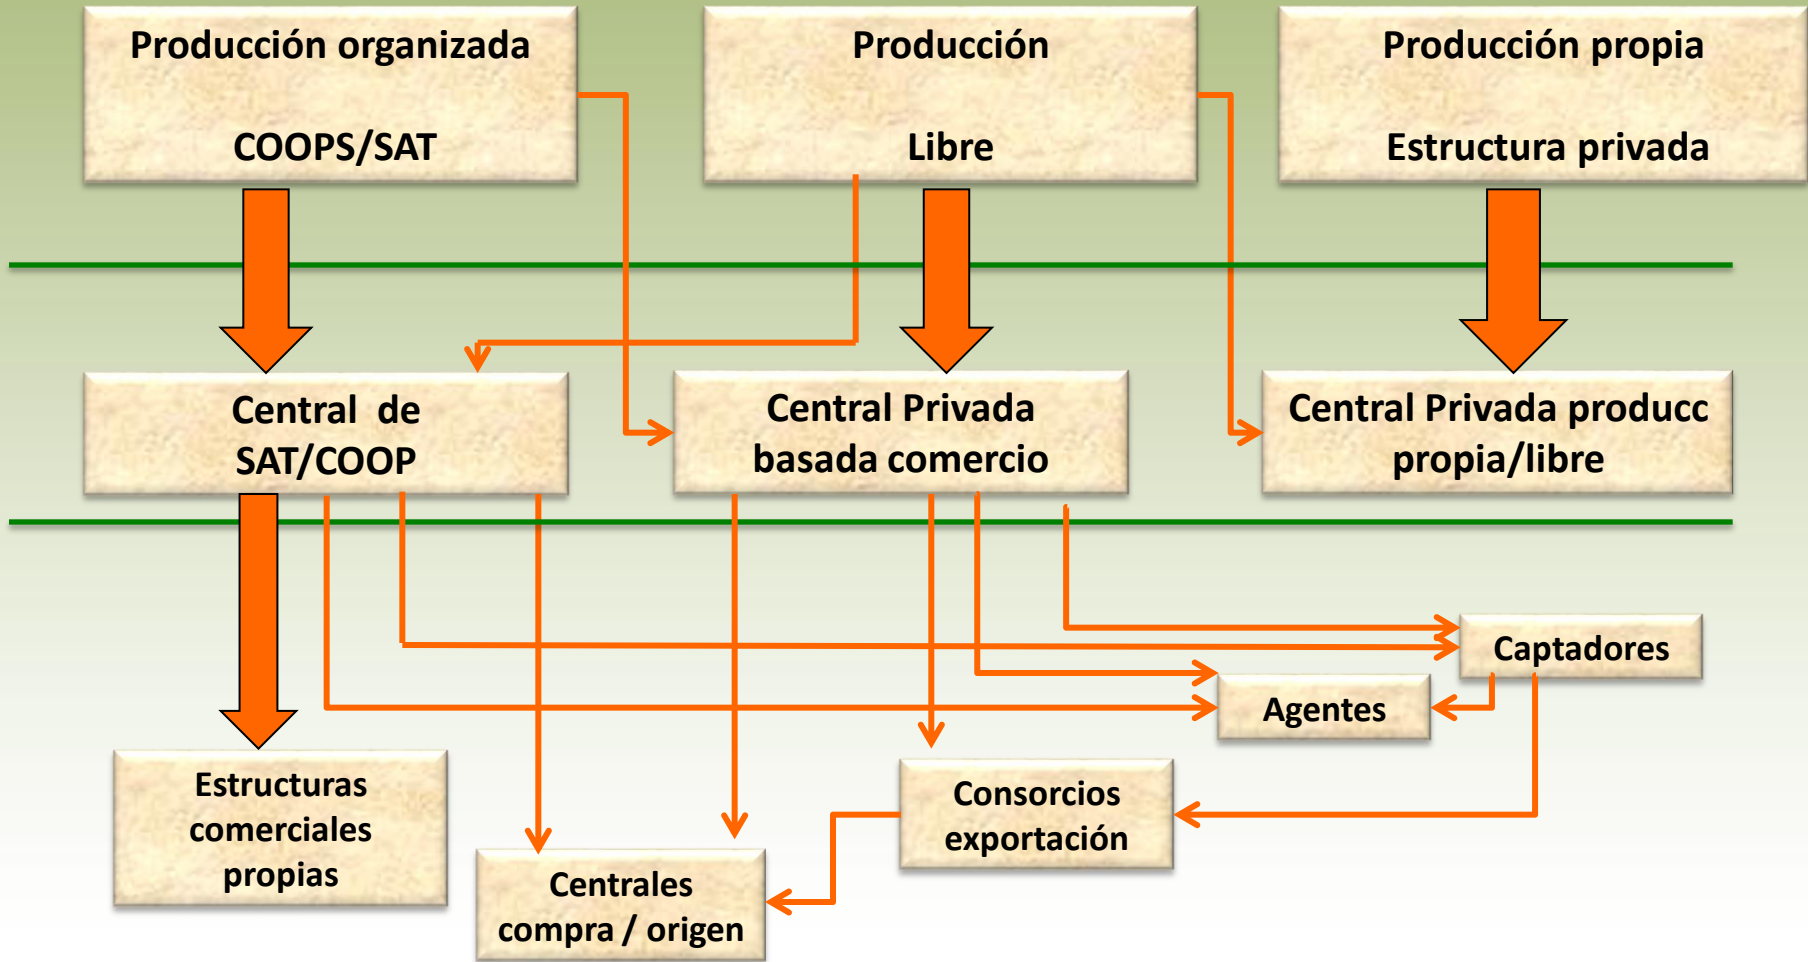 Producción organizada
COOPS/SAT
Producción
Libre
Producción propia
Estructura privada
Central de
SAT/COOP
Central Privada
basada comercio
Central Privada producc
propia/libre
Captadores
Agentes
Estructuras
comerciales
propias
Consorcios
exportación
Centrales
compra / origen